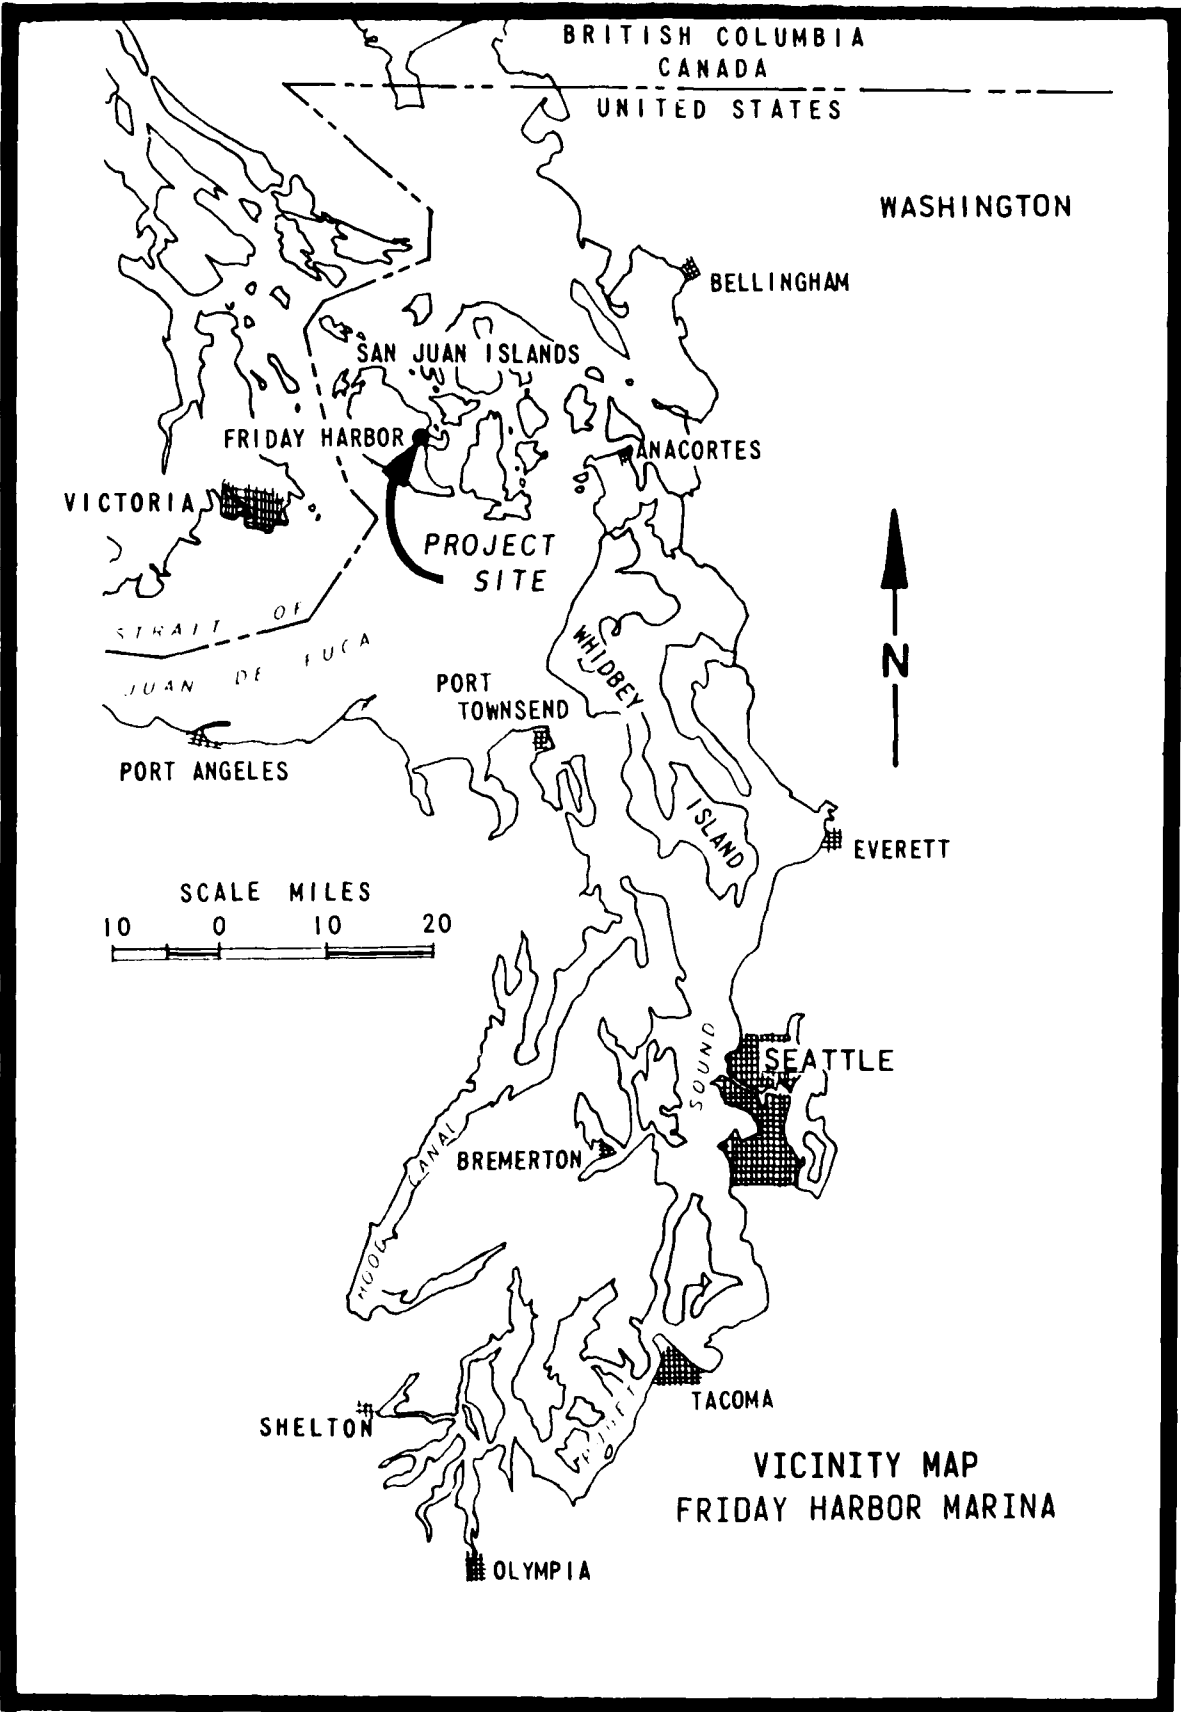 BRITISH COLUMBIA
CANADA
UNITED STATES
WASHINGTON
BELLINGHAM
SAN JUAN ISLANDS
FRIDAY HARBOR
ANACORTES
VICTORIA
PROJECT
SITE
STRAIT OF
JUAN DE FUCA
N
WHIDBEY
PORT
TOWNSEND
PORT ANGELES
ISLAND
EVERETT
SCALE MILES
10 0 10 20
SOUND
SEATTLE
CANAL
BREMERTON
HOOD
PUGET
TACOMA
SHELTON
VICINITY MAP
FRIDAY HARBOR MARINA
OLYMPIA